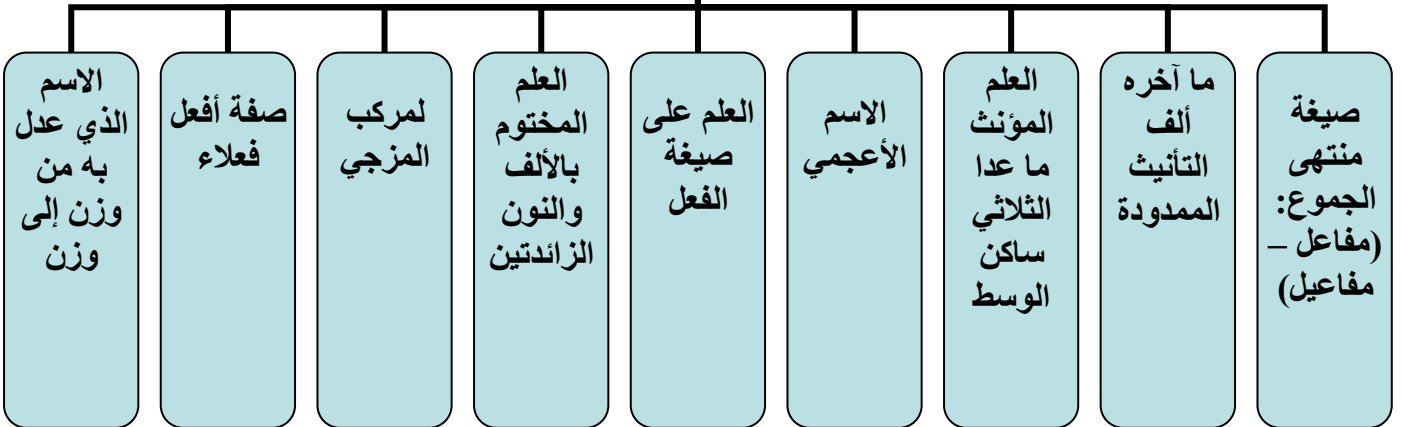 صيغة
منتهى
الجموع:
(مفاعل –
مفاعيل)
ما آخره
ألف
التأنيث
الممدودة
العلم
المؤنث
ما عدا
الثلاثي
ساكن
الوسط
الاسم
الأعجمي
العلم على
صيغة
الفعل
العلم
المختوم
بالألف
والنون
الزائدتين
لمركب
المزجي
صفة أفعل
فعلاء
الاسم
الذي عدل
به من
وزن إلى
وزن